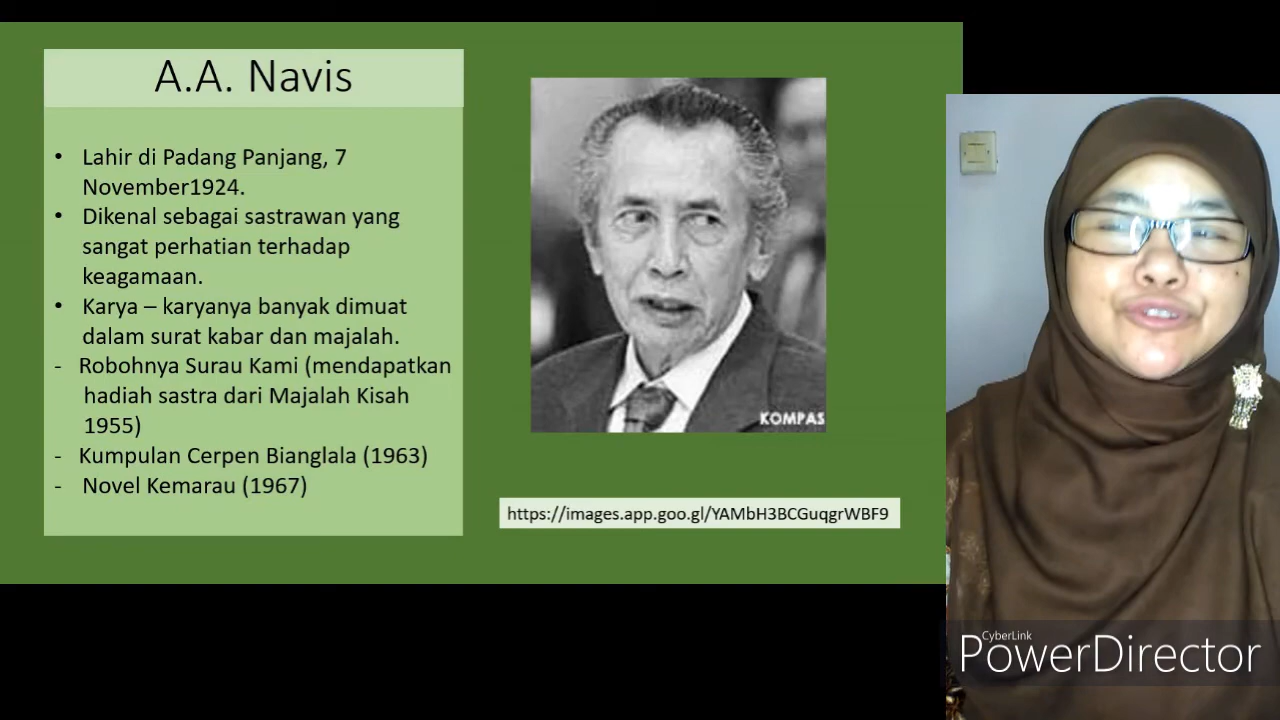 A.A. Navis
• Lahir di Padang Panjang, 7
November1924.
• Dikenal sebagai sastrawan yang
sangat perhatian terhadap
keagamaan.
• Karya – karyanya banyak dimuat
dalam surat kabar dan majalah.
- Robohnya Surau Kami (mendapatkan
hadiah sastra dari Majalah Kisah
1955)
- Kumpulan Cerpen Bianglala (1963)
- Novel Kemarau (1967)
KOMPAS
https://images.app.goo.gl/YAMbH3BCGuqgrWBF9
CyberLink
PowerDirector